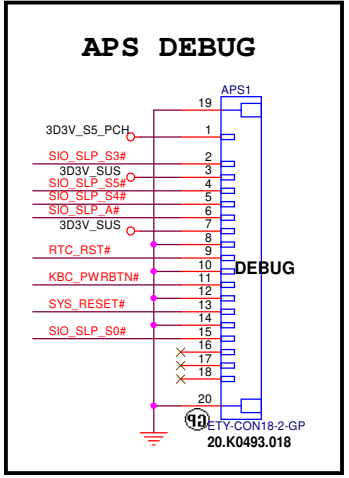 APS DEBUG
APS1
19
3D3V_S5_PCH 1
SIO_SLP_S3# 2
3D3V_SUS 3
SIO_SLP_S5# 4
SIO_SLP_S4# 5
SIO_SLP_A# 6
3D3V_SUS 7
8
RTC_RST# 9
10 DEBUG
KBC_PWRBTN# 11
12
SYS_RESET# 13
14
SIO_SLP_S0# 15
16
17
18
20
GP ETY-CON18-2-GP
20.K0493.018